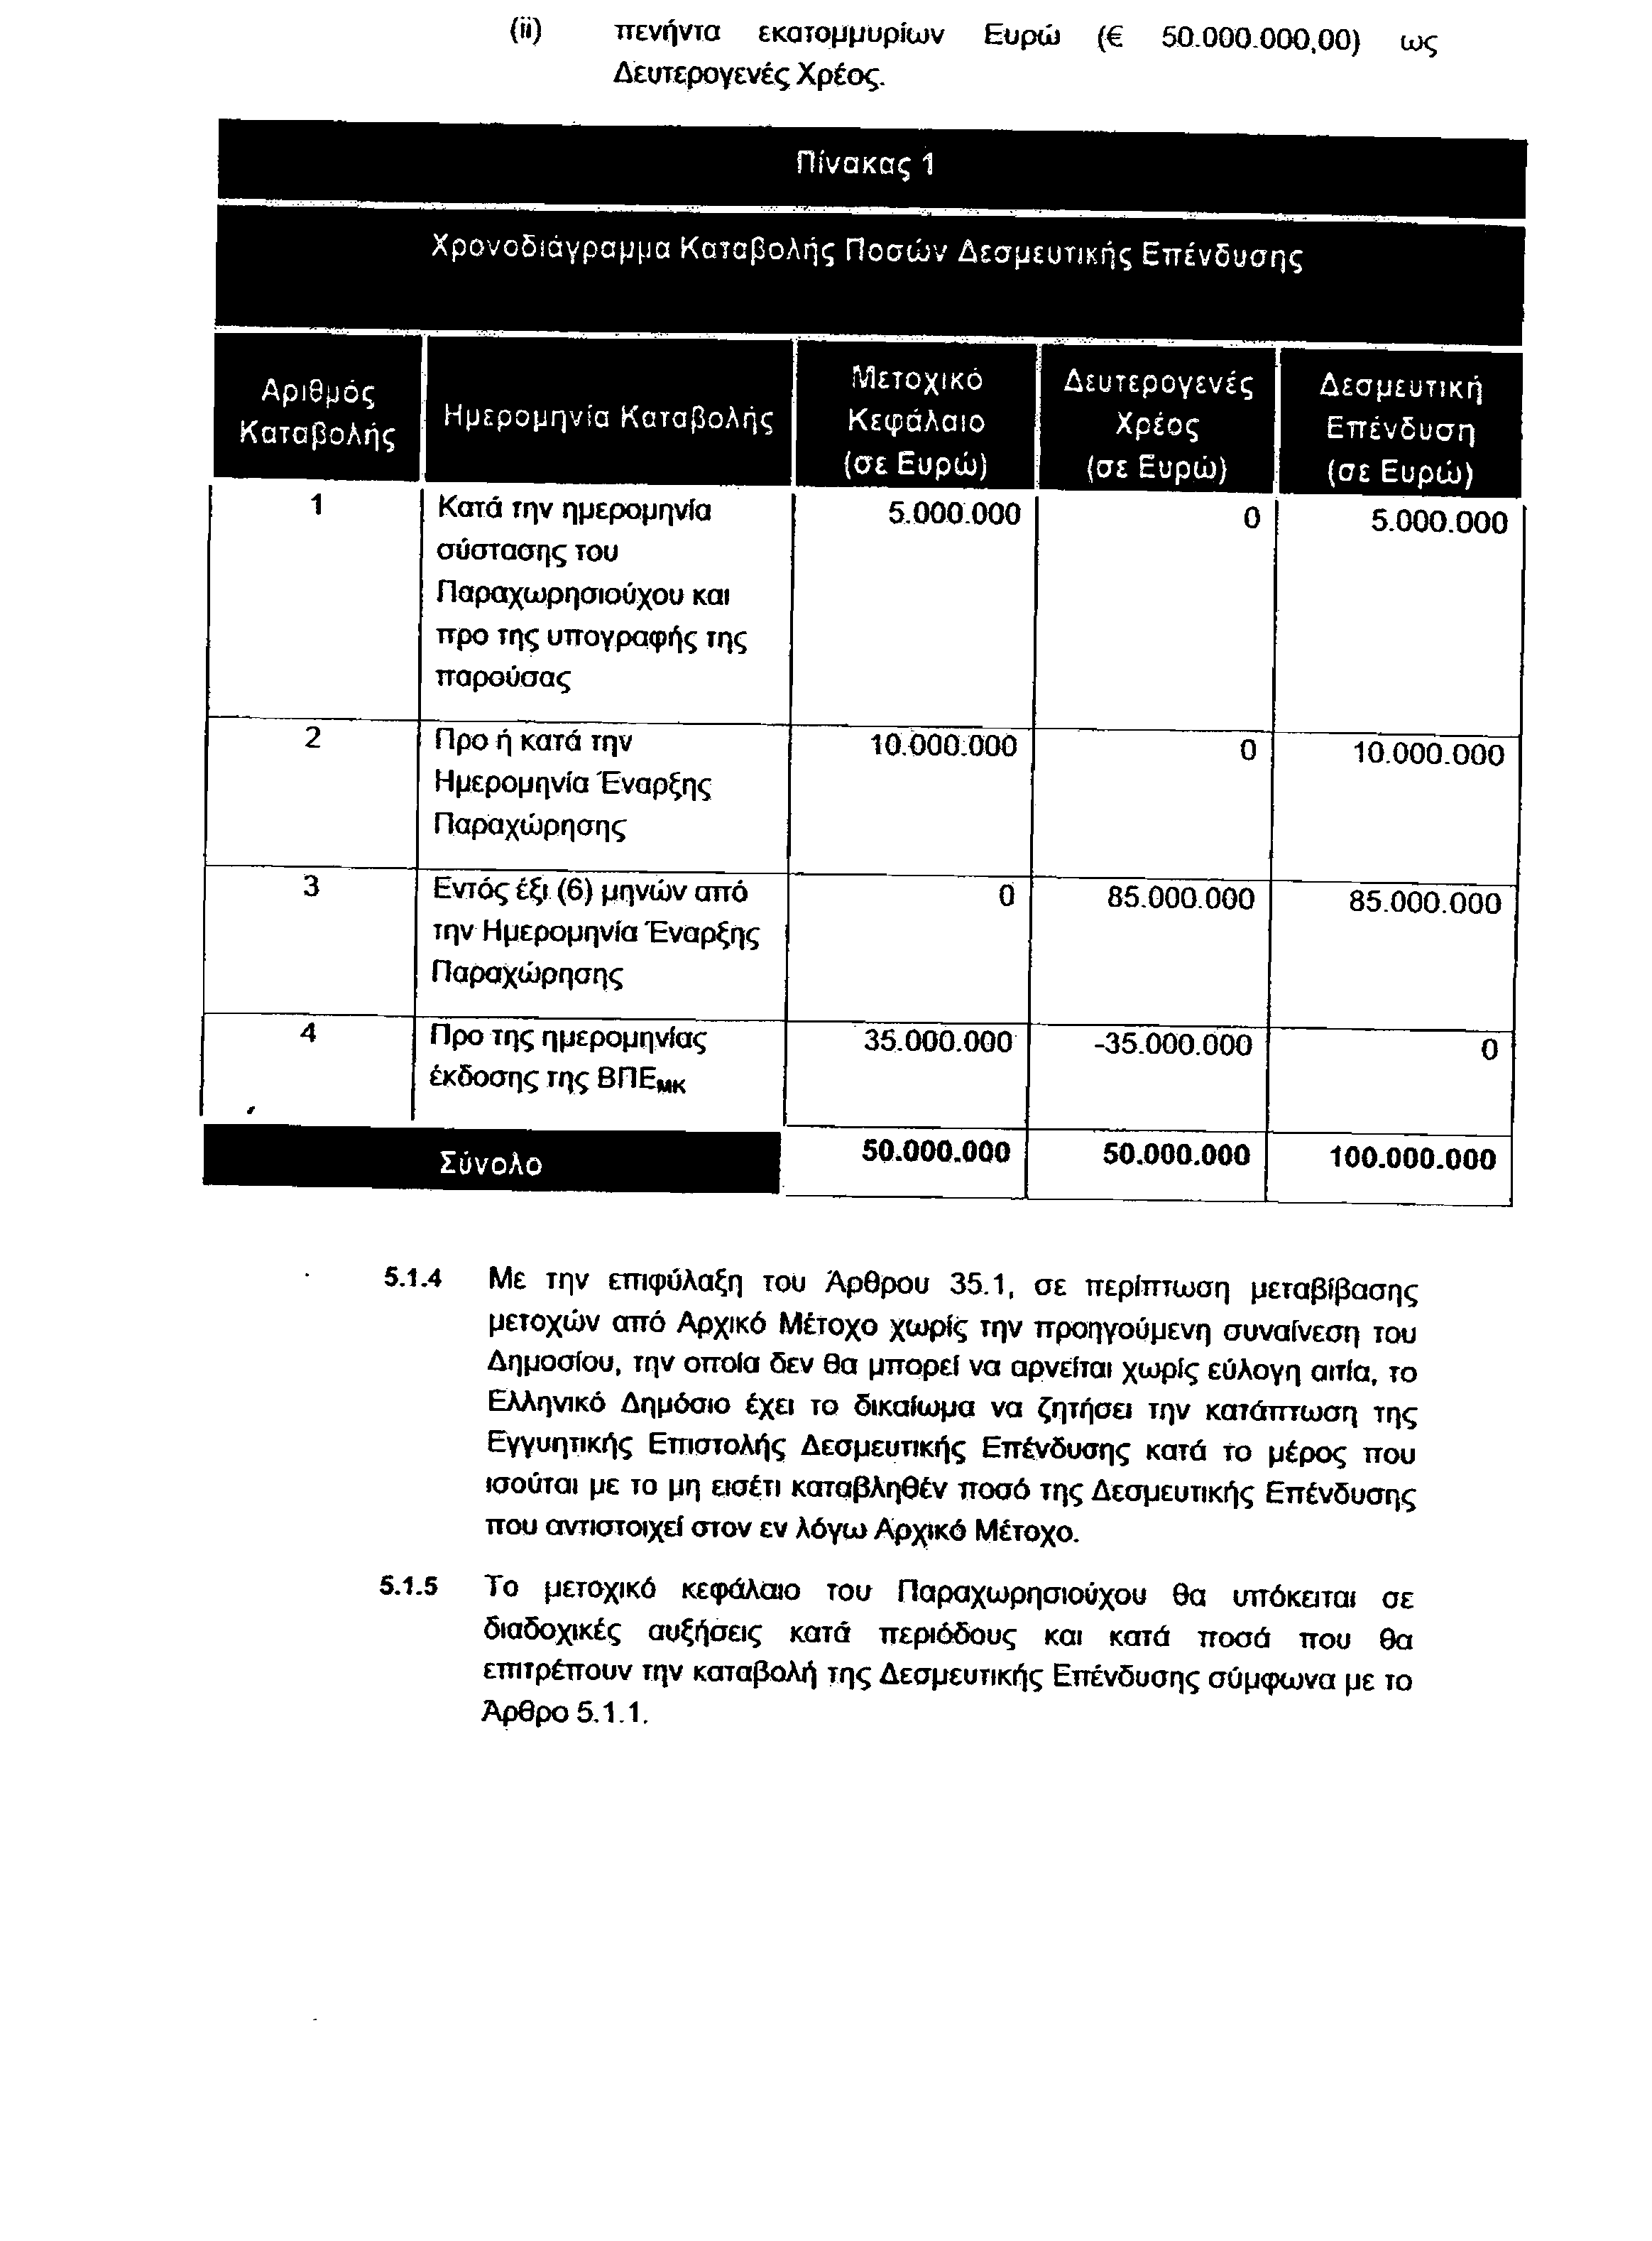 (ii) πενήντα εκατομμυρίων Ευρώ (€ 50.000.000,00) ως
Δευτερογενές Χρέος.
Πίνακας 1
Χρονοδιάγραμμα Καταβολής Ποσών Δεσμευτικής Επένδυσης
Αριθμός
Καταβολής
Ημερομηνία Καταβολής
Μετοχικό
Κεφάλαιο
(σε Ευρώ)
Δευτερογενές
Χρέος
(σε Ευρώ)
Δεσμευτική
Επένδυση
(σε Ευρώ)
1 Κατά την ημερομηνία 5.000.000 0 5.000.000
σύστασης του
Παραχωρησιούχου και
προ της υπογραφής της
παρούσας
2 Προ ή κατά την 10.000.000 0 10.000.000
Ημερομηνία Έναρξης
Παραχώρησης
3 Εντός έξι (6) μηνών από 0 85.000.000 85.000.000
την Ημερομηνία Έναρξης
Παραχώρησης
4 Προ της ημερομηνίας 35.000.000 -35.000.000 0
έκδοσης της ΒΠΕΜΚ
Σύνολο 50.000.000 50.000.000 100.000.000
5.1.4 Με την επιφύλαξη του Άρθρου 35.1, σε περίπτωση μεταβίβασης
μετοχών από Αρχικό Μέτοχο χωρίς την προηγούμενη συναίνεση του
Δημοσίου, την οποία δεν θα μπορεί να αρνείται χωρίς εύλογη αιτία, το
Ελληνικό Δημόσιο έχει το δικαίωμα να ζητήσει την κατάπτωση της
Εγγυητικής Επιστολής Δεσμευτικής Επένδυσης κατά το μέρος που
ισούται με το μη εισέτι καταβληθέν ποσό της Δεσμευτικής Επένδυσης
που αντιστοιχεί στον εν λόγω Αρχικό Μέτοχο.
5.1.5 Το μετοχικό κεφάλαιο του Παραχωρησιούχου θα υπόκειται σε
διαδοχικές αυξήσεις κατά περιόδους και κατά ποσά που θα
επιτρέπουν την καταβολή της Δεσμευτικής Επένδυσης σύμφωνα με το
Άρθρο 5.1.1.